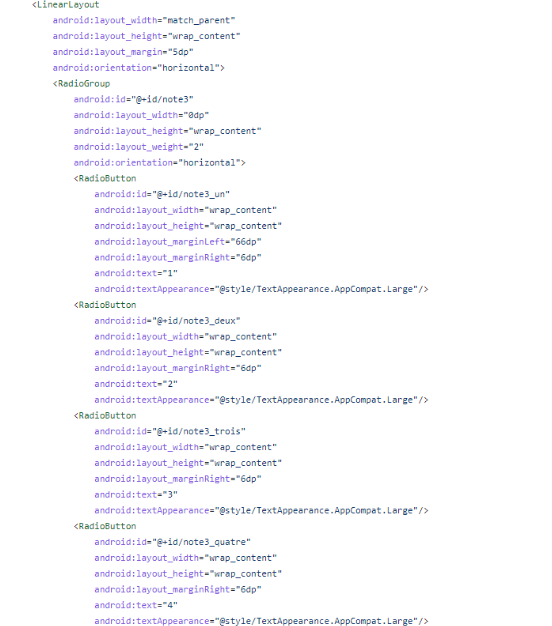 <LinearLayout
android:layout_width="match_parent"
android:layout_height="wrap_content"
android:layout_margin="5dp"
android:orientation="horizontal">
<RadioGroup
android:id="@+id/note3"
android:layout_width="0dp"
android:layout_height="wrap_content"
android:layout_weight="2"
android:orientation="horizontal">
<RadioButton
android:id="@+id/note3_un"
android:layout_width="wrap_content"
android:layout_height="wrap_content"
android:layout_marginLeft="66dp"
android:layout_marginRight="6dp"
android:text="1"
android:textAppearance="@style/TextAppearance.AppCompat.Large"/>
<RadioButton
android:id="@+id/note3_deux"
android:layout_width="wrap_content"
android:layout_height="wrap_content"
android:layout_marginRight="6dp"
android:text="2"
android:textAppearance="@style/TextAppearance.AppCompat.Large"/>
<RadioButton
android:id="@+id/note3_trois"
android:layout_width="wrap_content"
android:layout_height="wrap_content"
android:layout_marginRight="6dp"
android:text="3"
android:textAppearance="@style/TextAppearance.AppCompat.Large"/>
<RadioButton
android:id="@+id/note3_quatre"
android:layout_width="wrap_content"
android:layout_height="wrap_content"
android:layout_marginRight="6dp"
android:text="4"
android:textAppearance="@style/TextAppearance.AppCompat.Large"/>